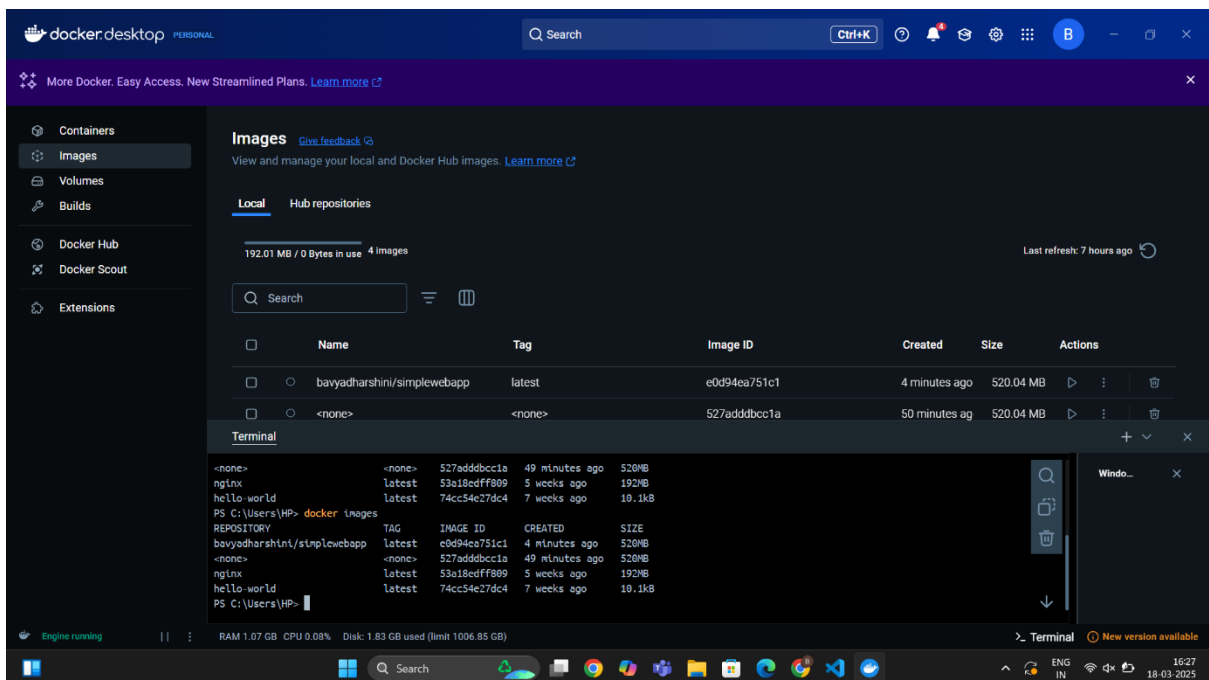 docker.desktop PERSONAL Search Ctrl+K 4 B
More Docker. Easy Access. New Streamlined Plans. Learn more
Containers
Images
Volumes
Builds
Docker Hub
Docker Scout
Extensions
Images Give feedback
View and manage your local and Docker Hub images. Learn more
Local Hub repositories
192.01 MB / 0 Bytes in use 4 images Last refresh: 7 hours ago
Search
Name Tag Image ID Created Size Actions
bavyadharshini/simplewebapp latest e0d94ea751c1 4 minutes ago 520.04 MB
<none> <none> 527adddbcc1a 50 minutes ag 520.04 MB
Terminal
<none> <none> 527adddbcc1a 49 minutes ago 520MB
nginx latest 53a18edff809 5 weeks ago 192MB
hello-world latest 74cc54e27dc4 7 weeks ago 10.1kB
PS C:\Users\HP> docker images
REPOSITORY TAG IMAGE ID CREATED SIZE
bavyadharshini/simplewebapp latest e0d94ea751c1 4 minutes ago 520MB
<none> <none> 527adddbcc1a 49 minutes ago 520MB
nginx latest 53a18edff809 5 weeks ago 192MB
hello-world latest 74cc54e27dc4 7 weeks ago 10.1kB
PS C:\Users\HP>
Windo...
Engine running RAM 1.07 GB CPU 0.08% Disk: 1.83 GB used (limit 1006.85 GB) >_ Terminal New version available
Search ENG IN 16:27
18-03-2025